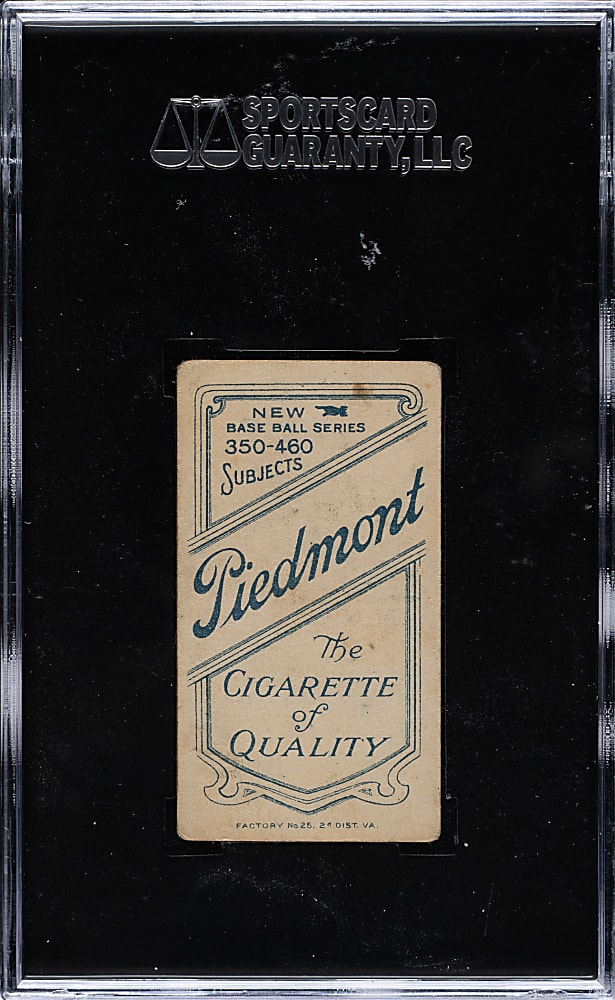 SPORTSCARD
GUARANTY, LLC
NEW
BASE BALL SERIES
350-460
SUBJECTS
Piedmont
The
CIGARETTE
of
QUALITY
FACTORY No. 25, 2d DIST. VA.